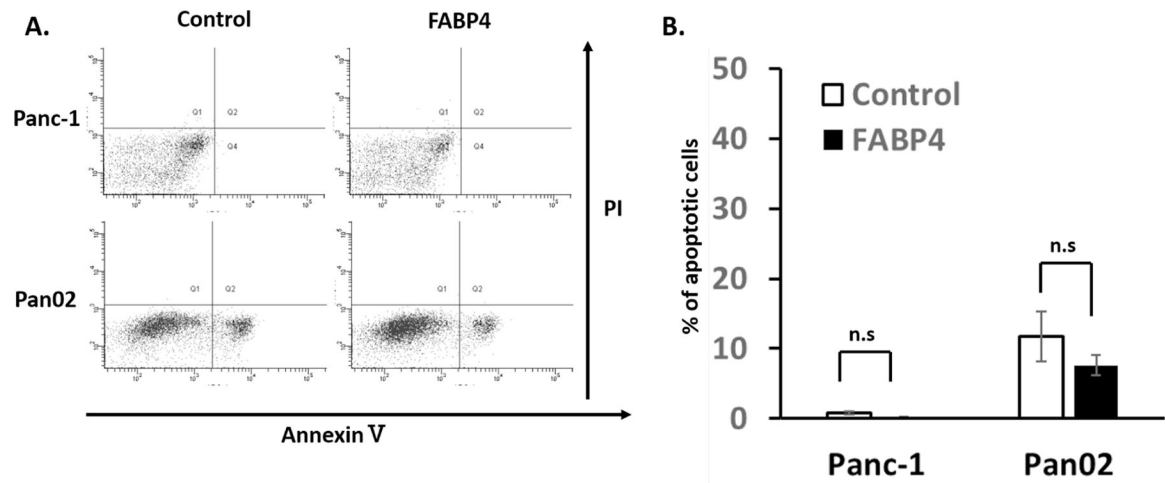 A.
Control
FABP4
Panc-1
Q1
Q2
Q4
Q1
Q2
Q4
Pan02
Q1
Q2
Q1
Q2
PI
Annexin V
B.
% of apoptotic cells
50
40
30
20
10
0
Control
FABP4
n.s
n.s
Panc-1
Pan02